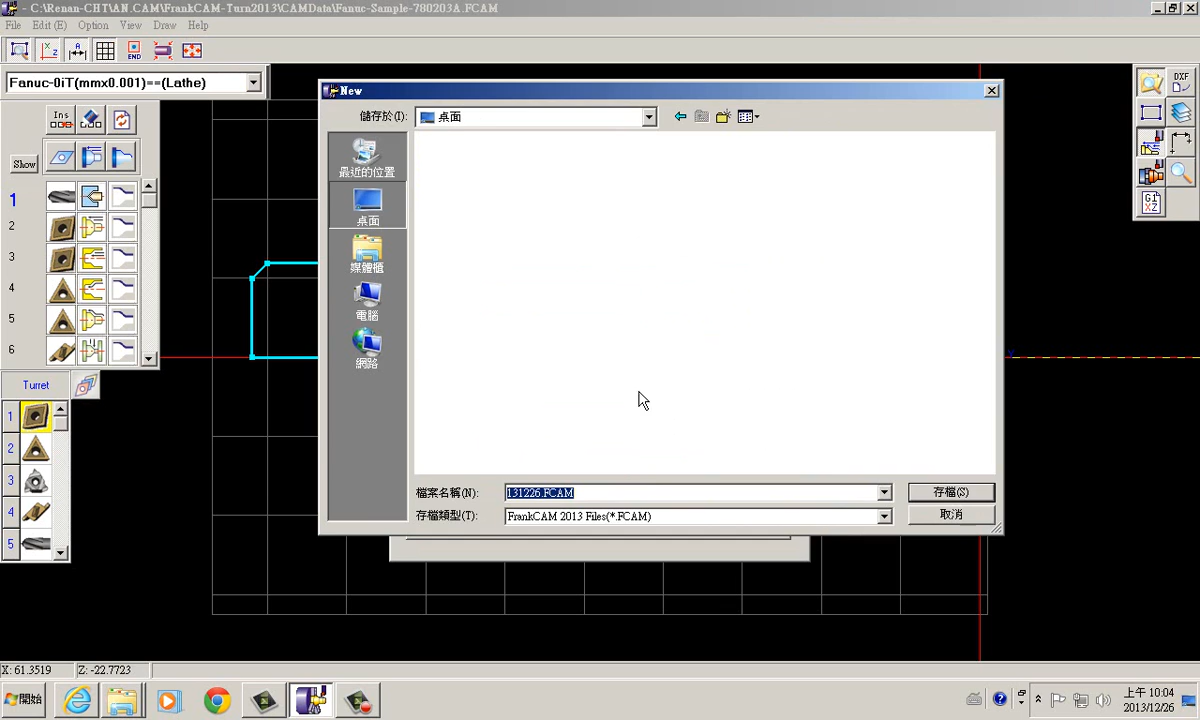 - C:\Renan-CHT\AN.CAM\FrankCAM-Turn2013\CAMData\Fanuc-Sample-780203A.FCAM
File Edit (E) Option View Draw Help
Fanuc-0iT(mmx0.001)==(Lathe)
Ins
Show
1
2
3
4
5
6
Turret
1
2
3
4
5
New
儲存於(I):
桌面
最近的位置
桌面
媒體櫃
電腦
網路
檔案名稱(N):
131226.FCAM
存檔(S)
存檔類型(T):
FrankCAM 2013 Files(*.FCAM)
取消
DXF
G1
XZ
END
X: 61.3519 Z: -22.7723
開始
上午 10:04
2013/12/26